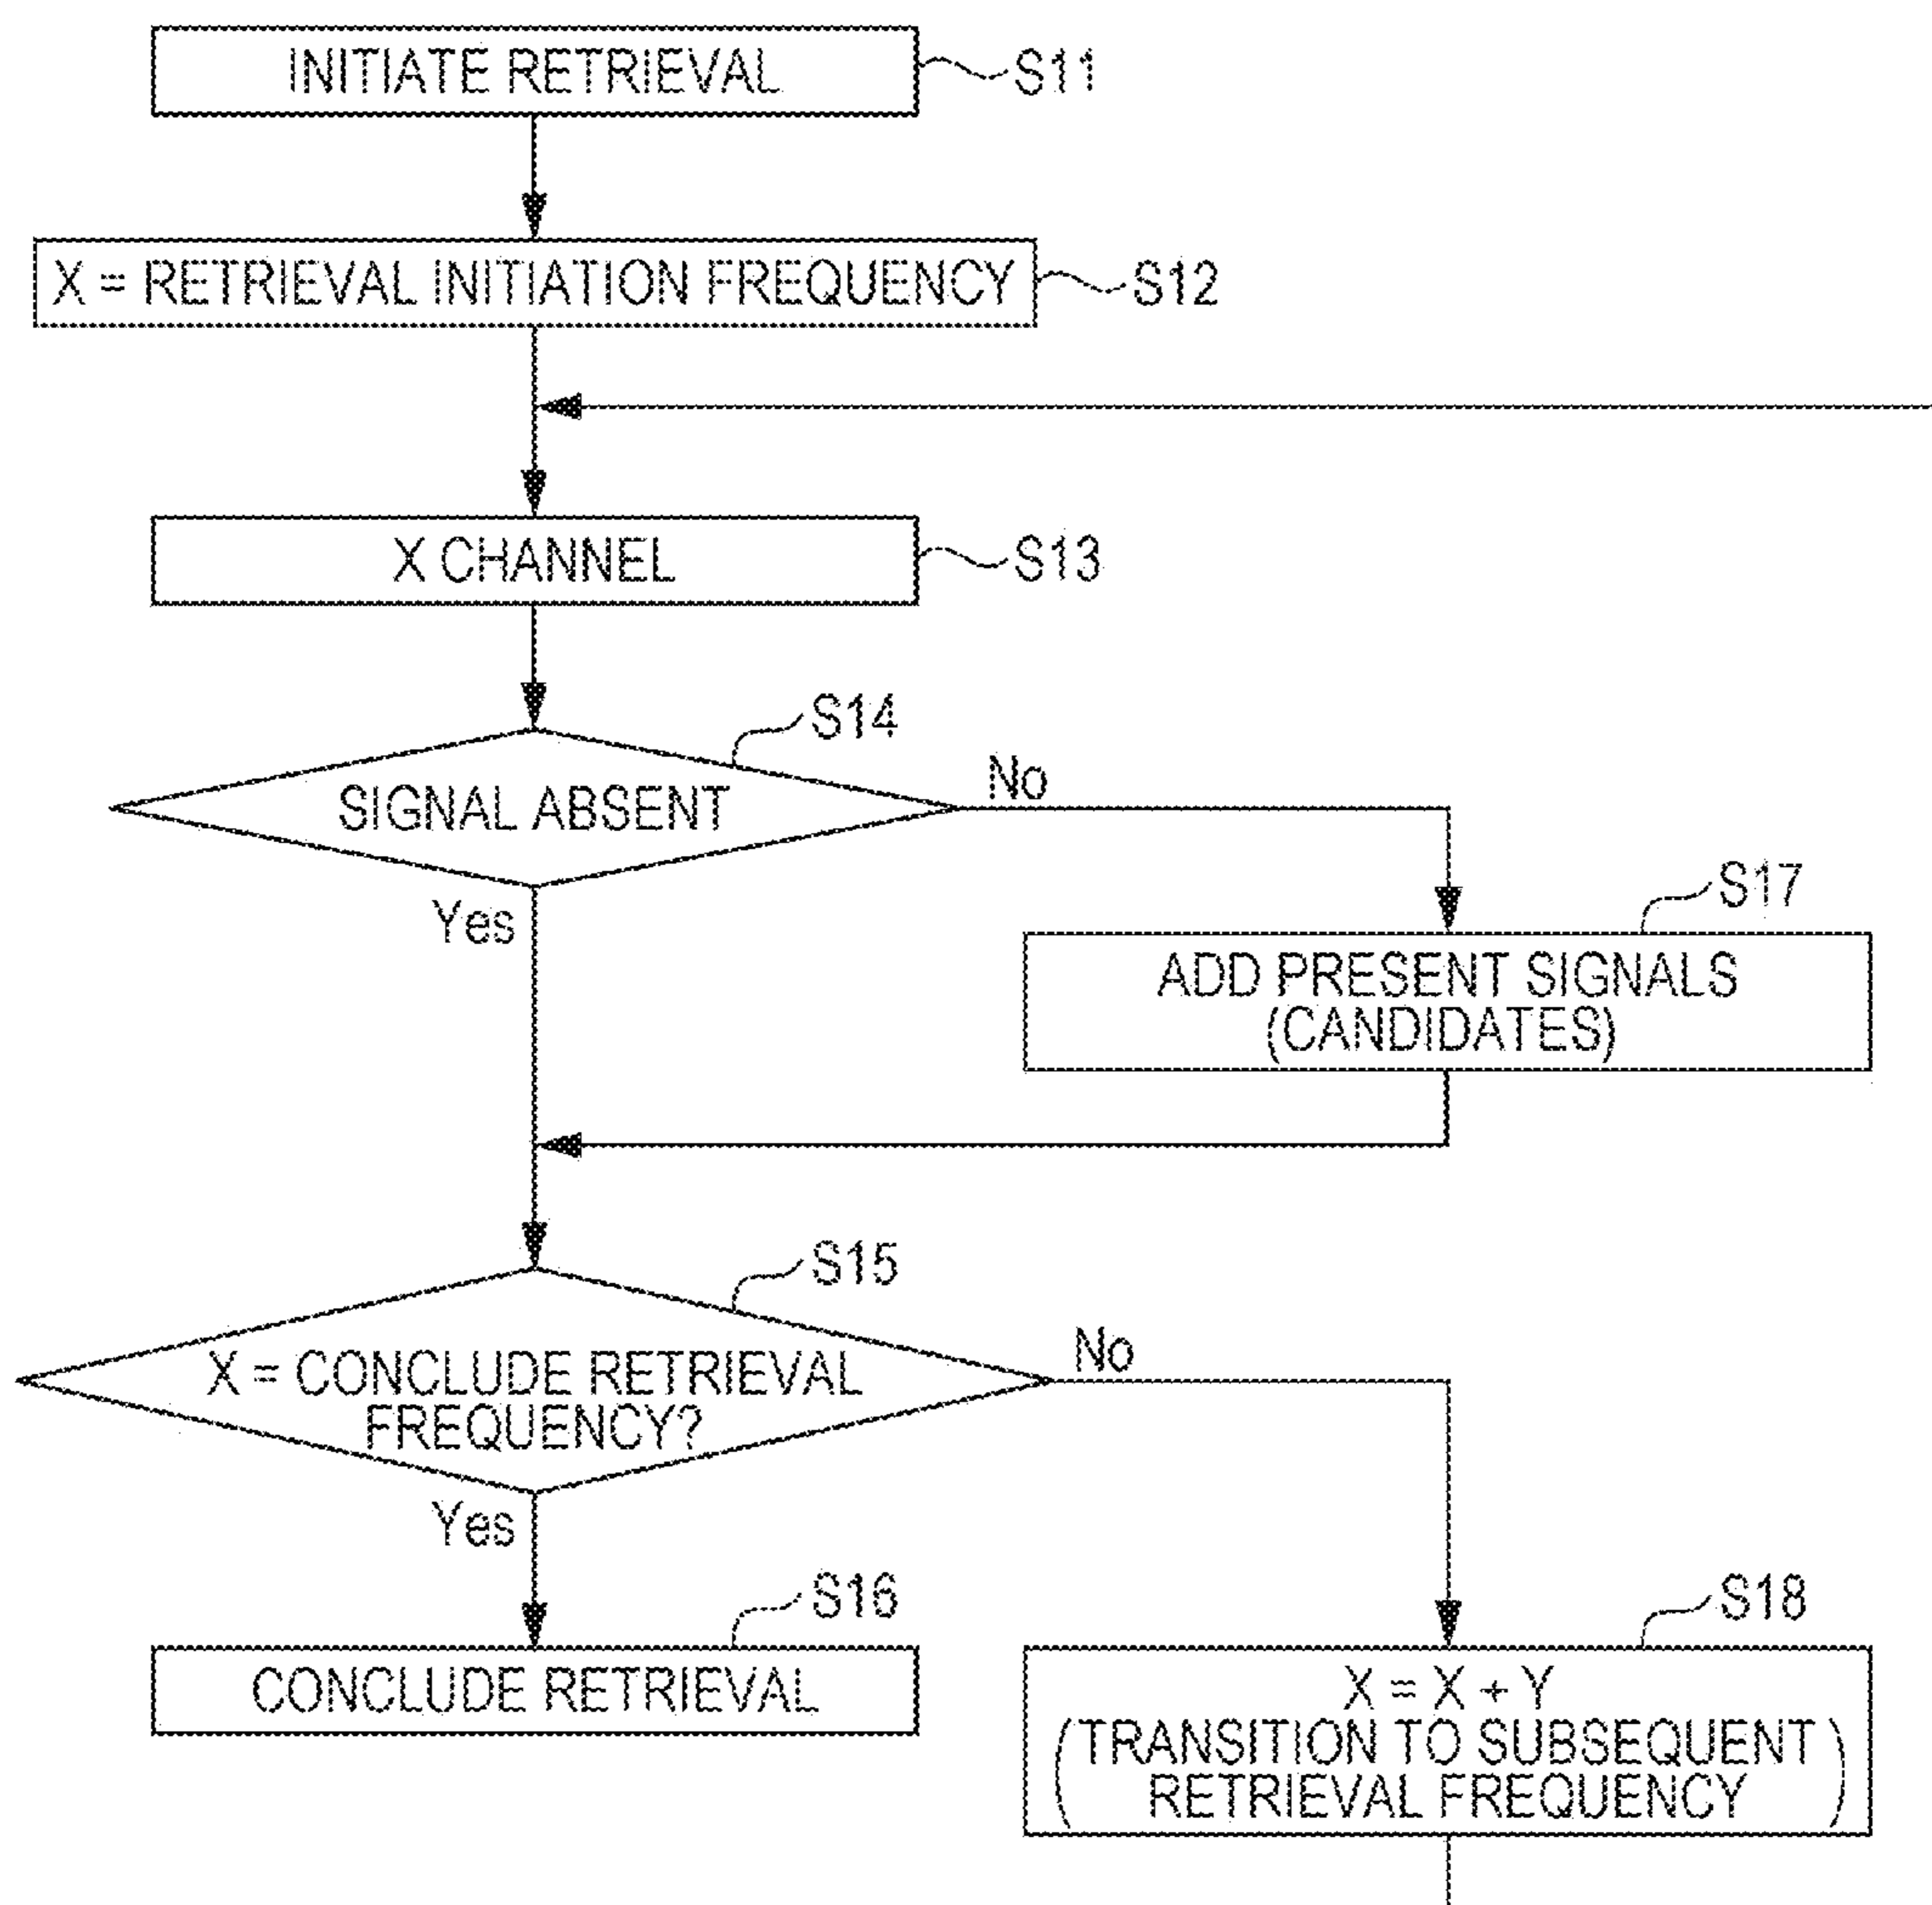 INITIATE RETRIEVAL
S11
X = RETRIEVAL INITIATION FREQUENCY
S12
X CHANNEL
S13
S14
SIGNAL ABSENT
No
Yes
S17
ADD PRESENT SIGNALS
(CANDIDATES)
S15
X = CONCLUDE RETRIEVAL
FREQUENCY?
No
Yes
S16
CONCLUDE RETRIEVAL
S18
X = X + Y
(TRANSITION TO SUBSEQUENT
RETRIEVAL FREQUENCY)